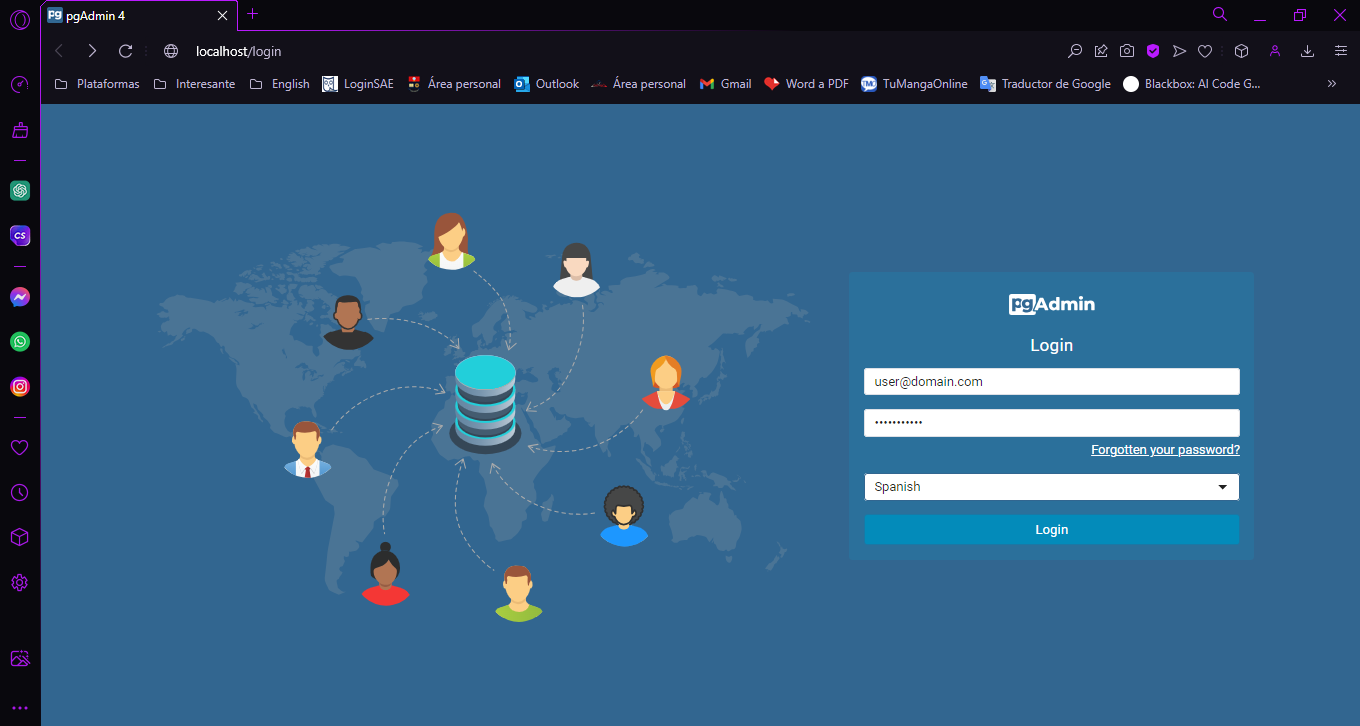 pgAdmin 4
localhost/login
Plataformas Interesante English LoginSAE Área personal Outlook Área personal Gmail Word a PDF TuMangaOnline Traductor de Google Blackbox: AI Code G...
pgAdmin
Login
user@domain.com
•••••••••••
Forgotten your password?
Spanish
Login